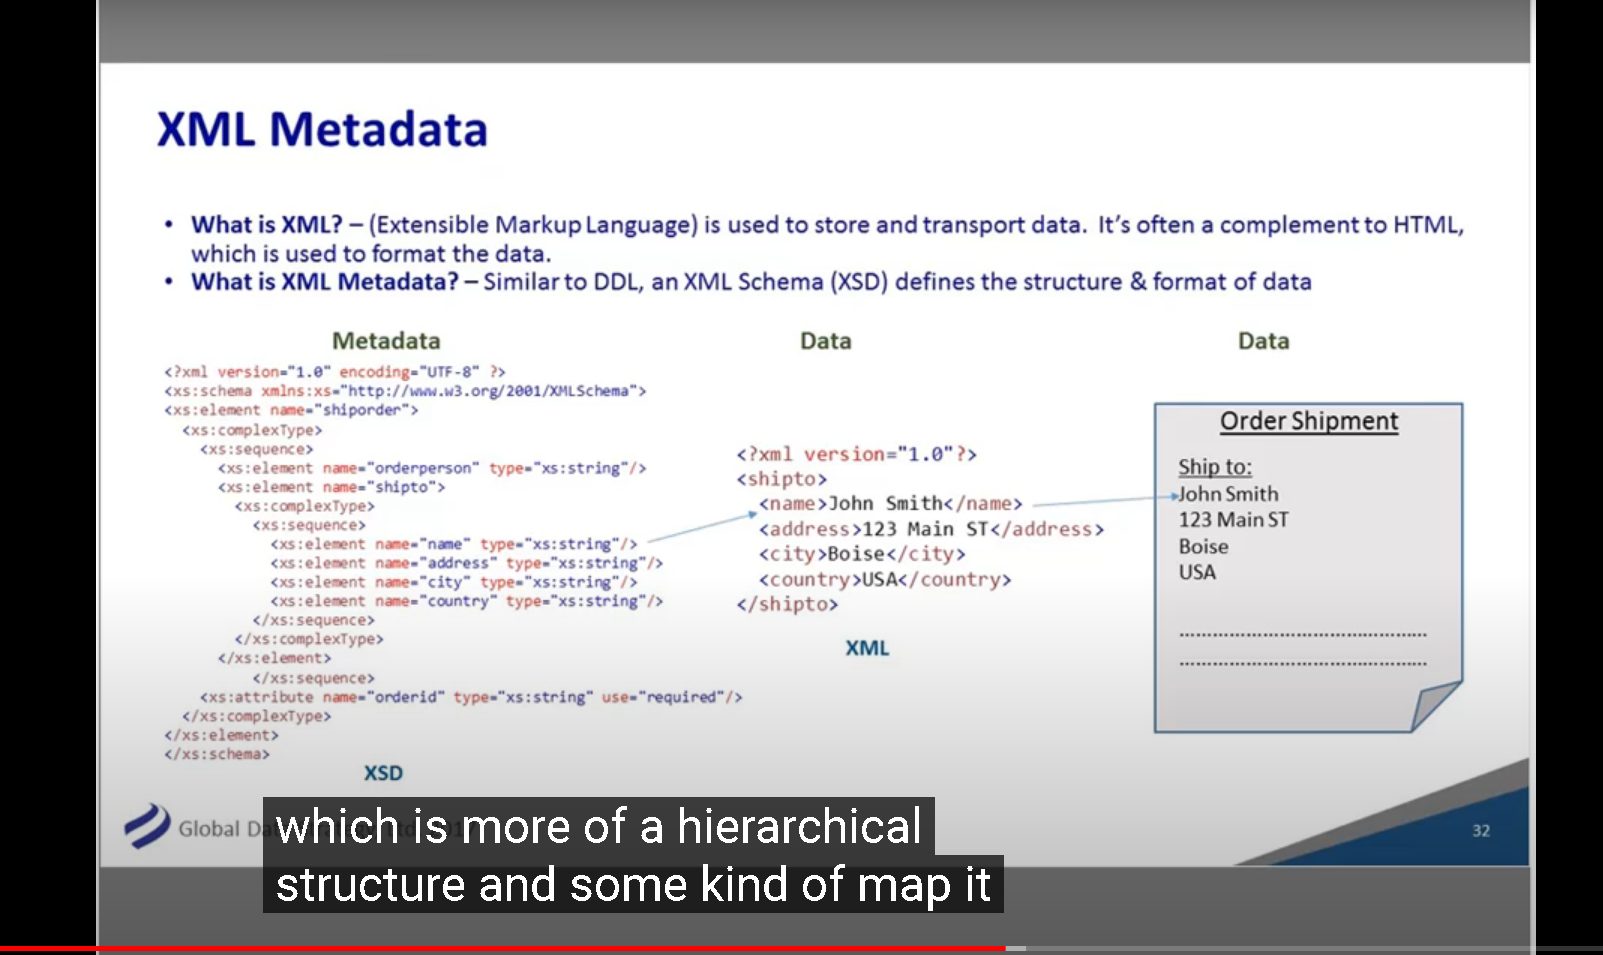 XML Metadata
• What is XML? – (Extensible Markup Language) is used to store and transport data. It's often a complement to HTML,
which is used to format the data.
• What is XML Metadata? – Similar to DDL, an XML Schema (XSD) defines the structure & format of data
Metadata
<?xml version="1.0" encoding="UTF-8" ?>
<xs:schema xmlns:xs="http://www.w3.org/2001/XMLSchema">
<xs:element name="shiporder">
<xs:complexType>
<xs:sequence>
<xs:element name="orderperson" type="xs:string"/>
<xs:element name="shipto">
<xs:complexType>
<xs:sequence>
<xs:element name="name" type="xs:string"/>
<xs:element name="address" type="xs:string"/>
<xs:element name="city" type="xs:string"/>
<xs:element name="country" type="xs:string"/>
</xs:sequence>
</xs:complexType>
</xs:element>
</xs:sequence>
<xs:attribute name="orderid" type="xs:string" use="required"/>
</xs:complexType>
</xs:element>
</xs:schema>
XSD
Data
<?xml version="1.0"?>
<shipto>
<name>John Smith</name>
<address>123 Main ST</address>
<city>Boise</city>
<country>USA</country>
</shipto>
XML
Data
Order Shipment
Ship to:
John Smith
123 Main ST
Boise
USA
Global
32
which is more of a hierarchical
structure and some kind of map it